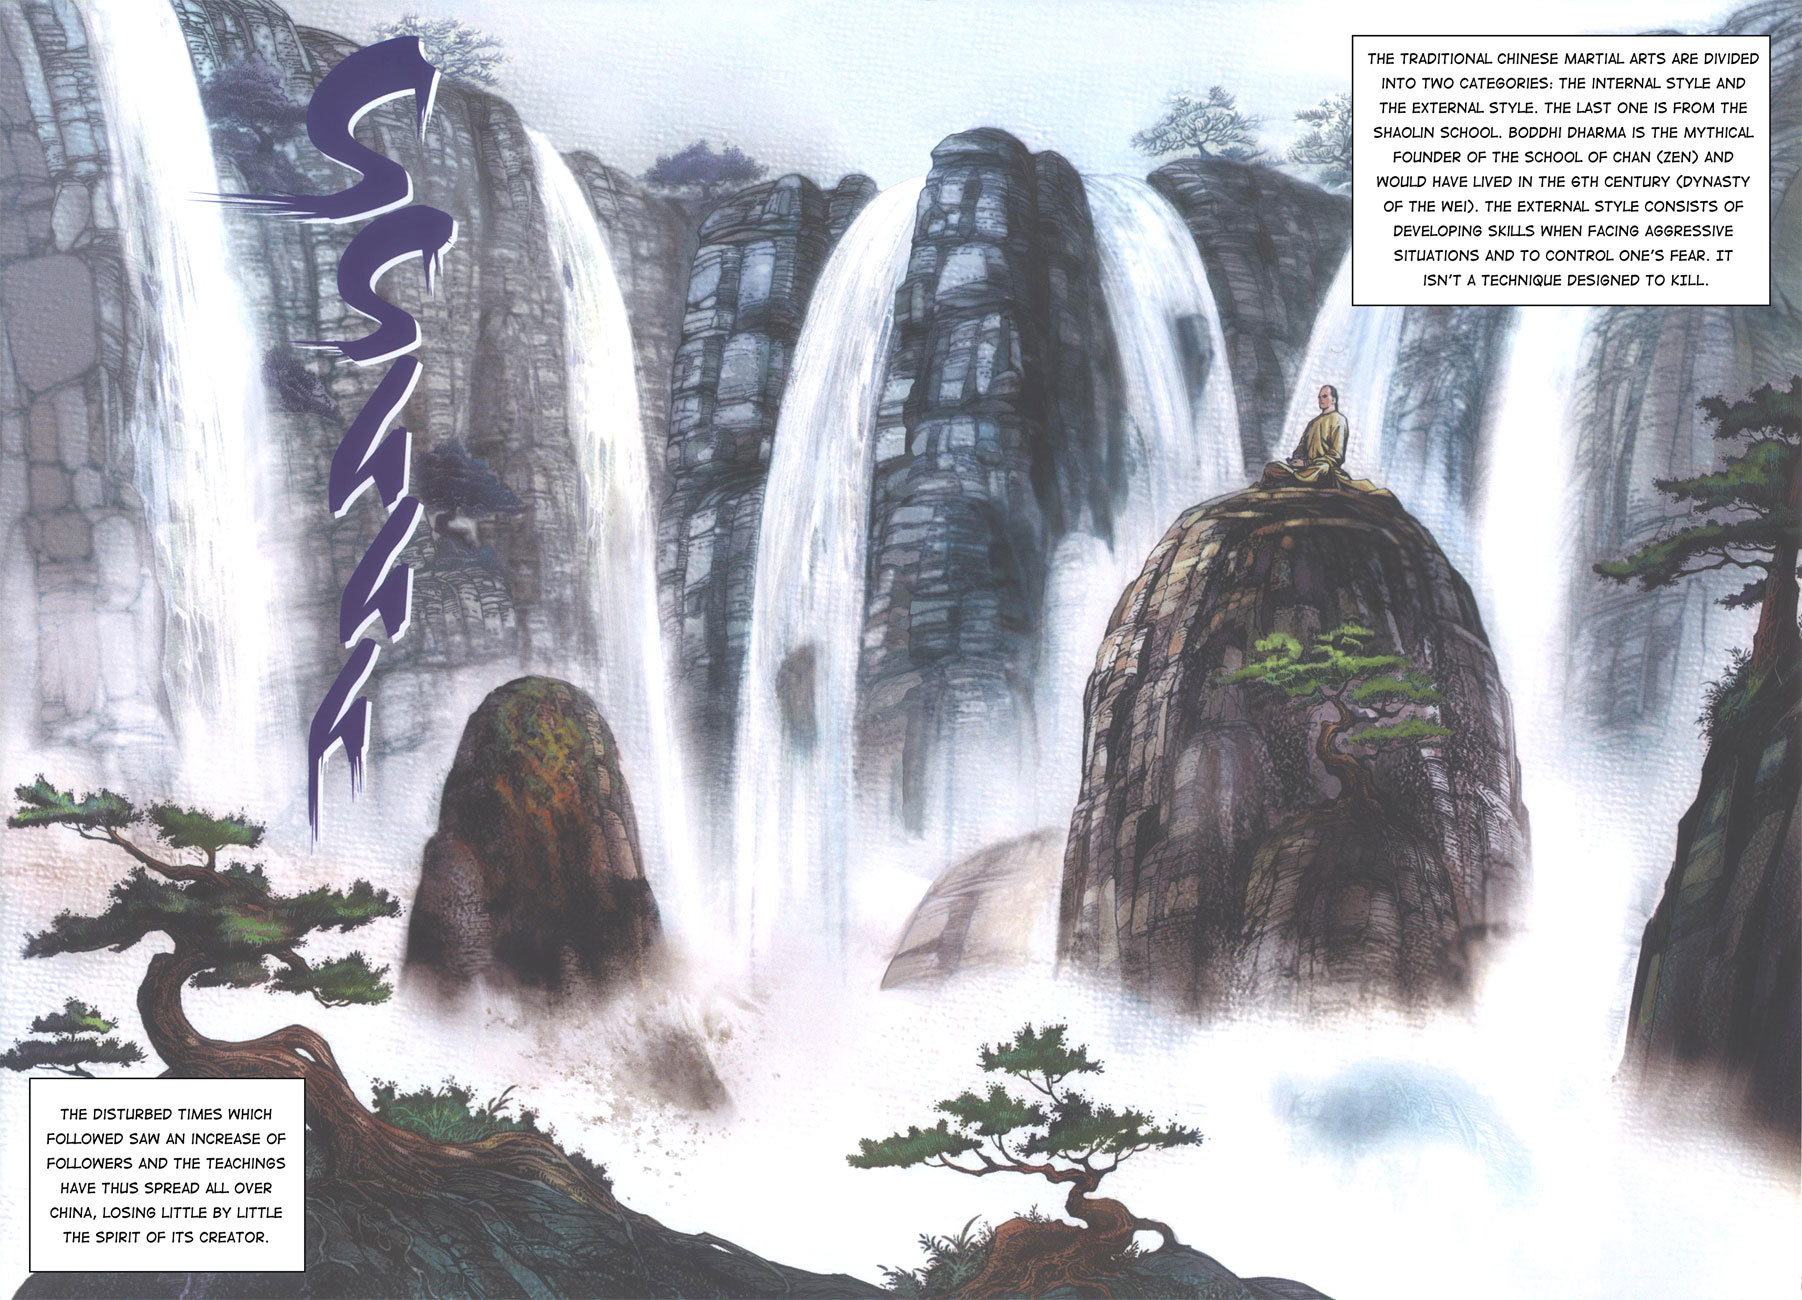 SCSHHH
THE TRADITIONAL CHINESE MARTIAL ARTS ARE DIVIDED
INTO TWO CATEGORIES: THE INTERNAL STYLE AND
THE EXTERNAL STYLE. THE LAST ONE IS FROM THE
SHAOLIN SCHOOL. BODDHI DHARMA IS THE MYTHICAL
FOUNDER OF THE SCHOOL OF CHAN (ZEN) AND
WOULD HAVE LIVED IN THE 6TH CENTURY (DYNASTY
OF THE WEI). THE EXTERNAL STYLE CONSISTS OF
DEVELOPING SKILLS WHEN FACING AGGRESSIVE
SITUATIONS AND TO CONTROL ONE'S FEAR. IT
ISN'T A TECHNIQUE DESIGNED TO KILL.
THE DISTURBED TIMES WHICH
FOLLOWED SAW AN INCREASE OF
FOLLOWERS AND THE TEACHINGS
HAVE THUS SPREAD ALL OVER
CHINA, LOSING LITTLE BY LITTLE
THE SPIRIT OF ITS CREATOR.